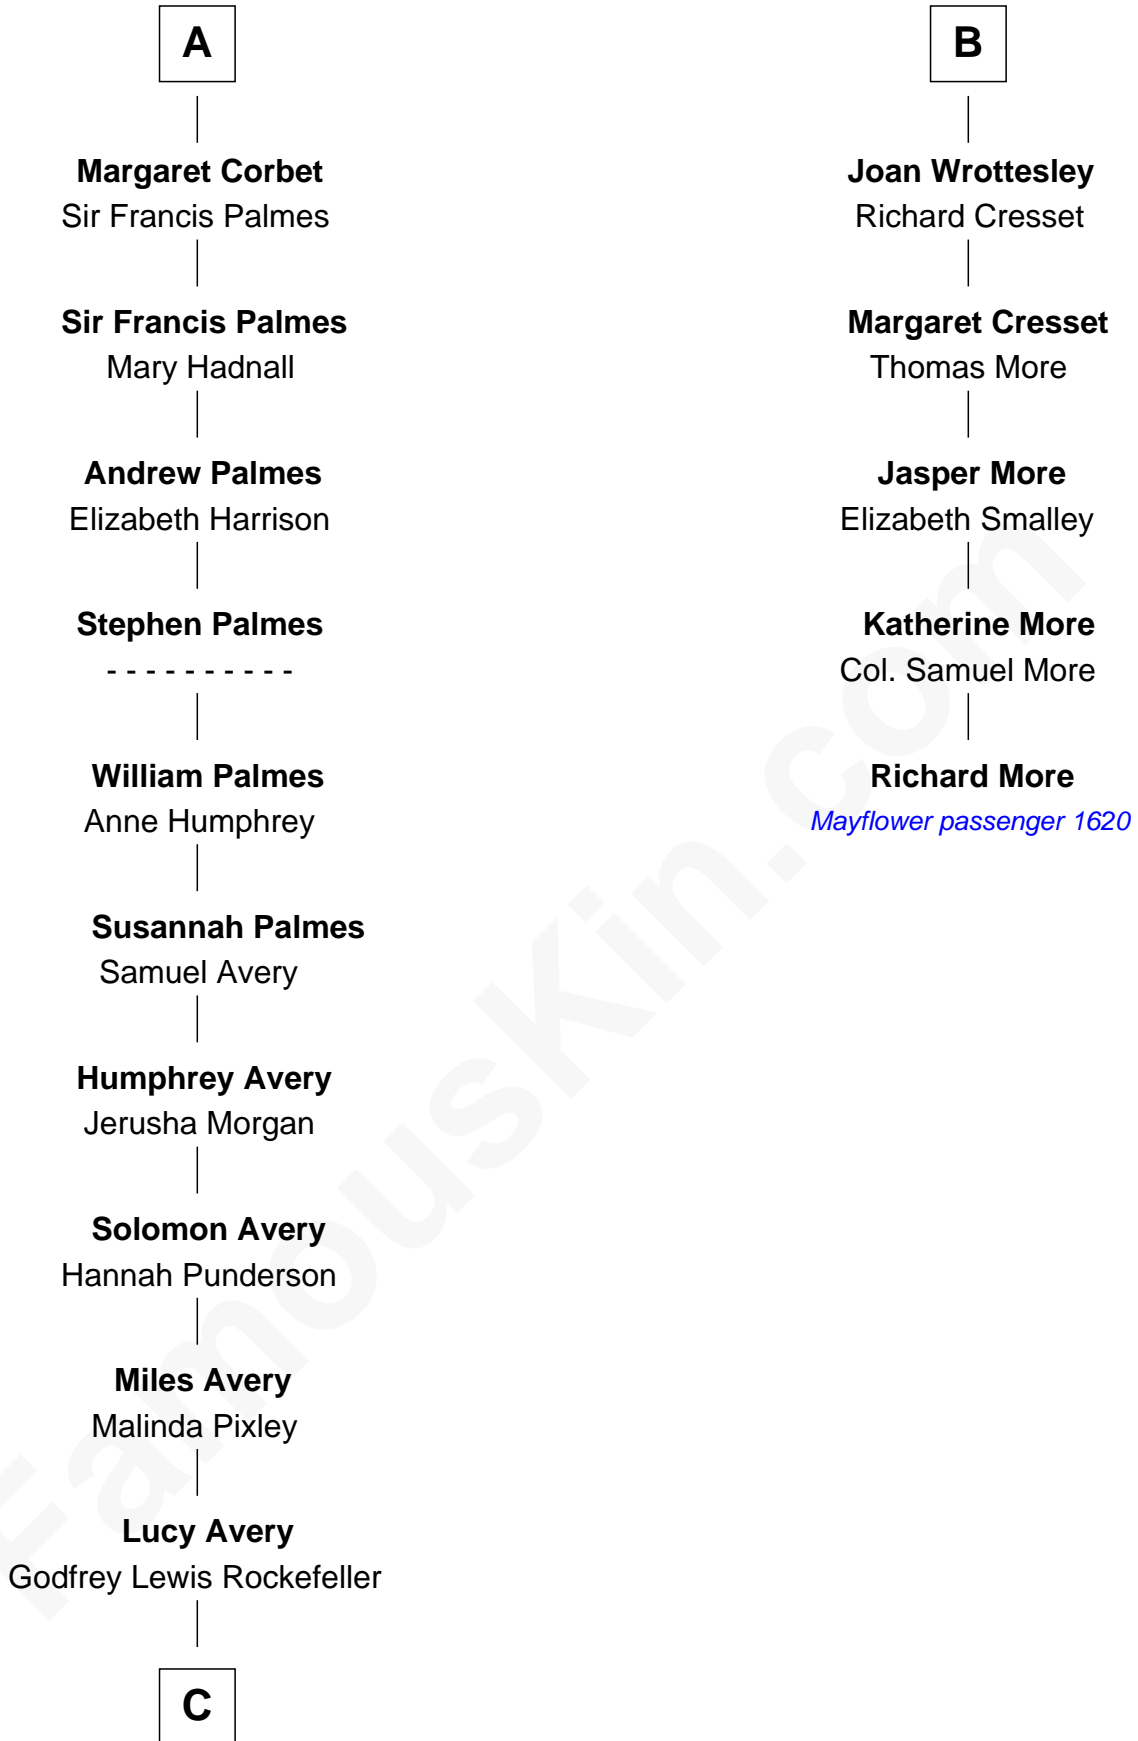 A
Margaret Corbet
Sir Francis Palmes
Sir Francis Palmes
Mary Hadnall
Andrew Palmes
Elizabeth Harrison
Stephen Palmes
- - - - - - - - - -
William Palmes
Anne Humphrey
Susannah Palmes
Samuel Avery
Humphrey Avery
Jerusha Morgan
Solomon Avery
Hannah Punderson
Miles Avery
Malinda Pixley
Lucy Avery
Godfrey Lewis Rockefeller
C
B
Joan Wrottesley
Richard Cresset
Margaret Cresset
Thomas More
Jasper More
Elizabeth Smalley
Katherine More
Col. Samuel More
Richard More
Mayflower passenger 1620
FamousKin.com